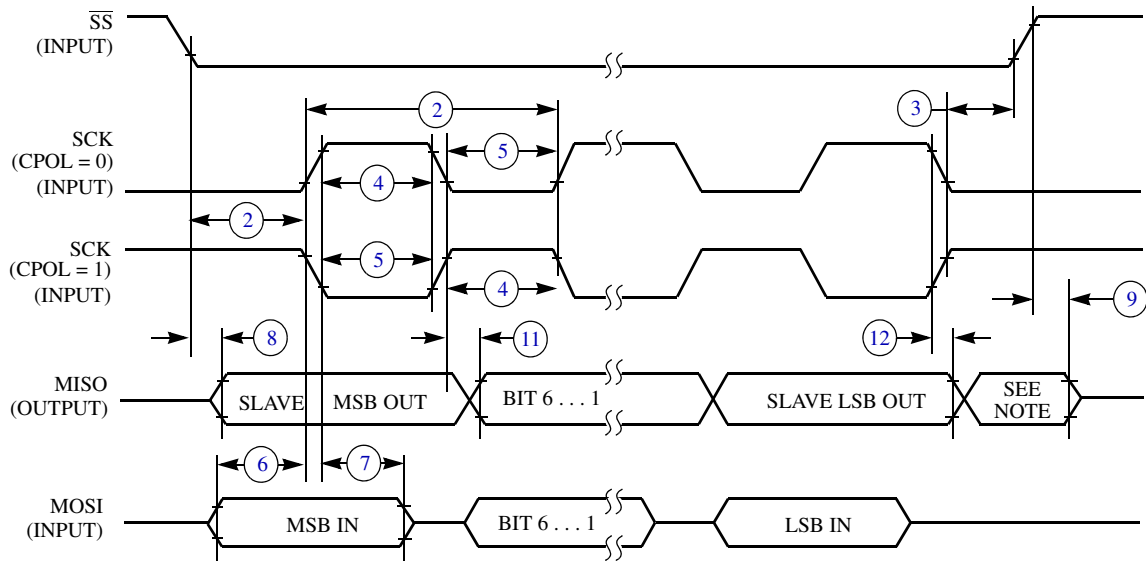 SS
(INPUT)
2
3
SCK
(CPOL = 0)
(INPUT)
5
4
2
SCK
(CPOL = 1)
(INPUT)
5
4
9
8
11
12
MISO
(OUTPUT)
SLAVE MSB OUT
BIT 6 . . . 1
SLAVE LSB OUT
SEE
NOTE
6
7
MOSI
(INPUT)
MSB IN
BIT 6 . . . 1
LSB IN